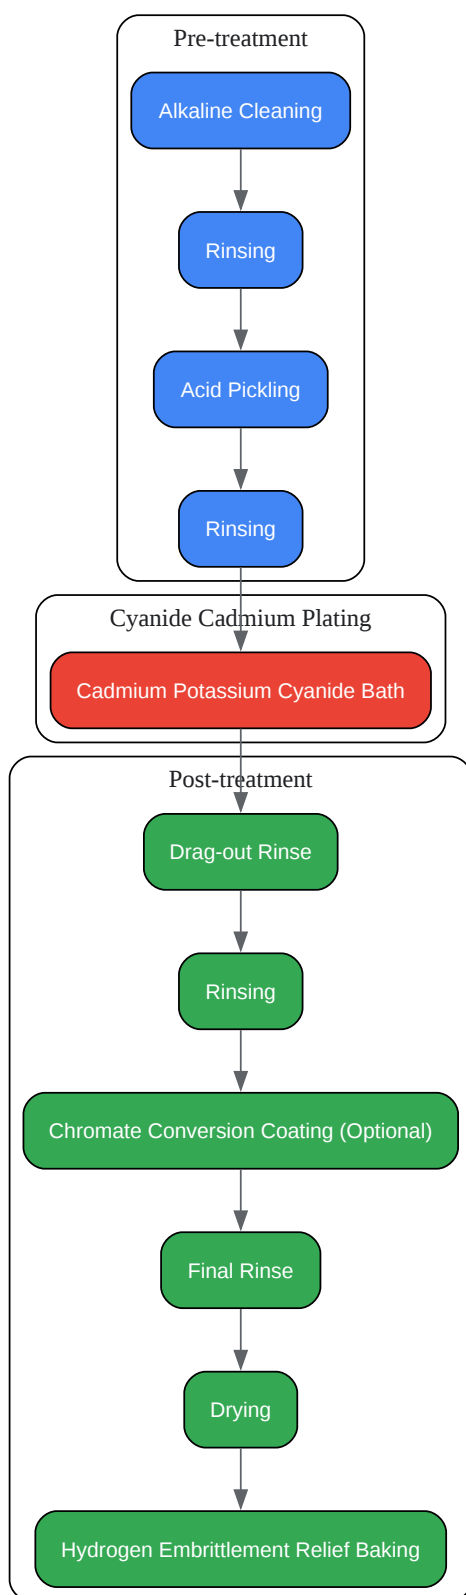 Pre-treatment
Alkaline Cleaning
Rinsing
Acid Pickling
Rinsing
Cyanide Cadmium Plating
Cadmium Potassium Cyanide Bath
Post-treatment
Drag-out Rinse
Rinsing
Chromate Conversion Coating (Optional)
Final Rinse
Drying
Hydrogen Embrittlement Relief Baking